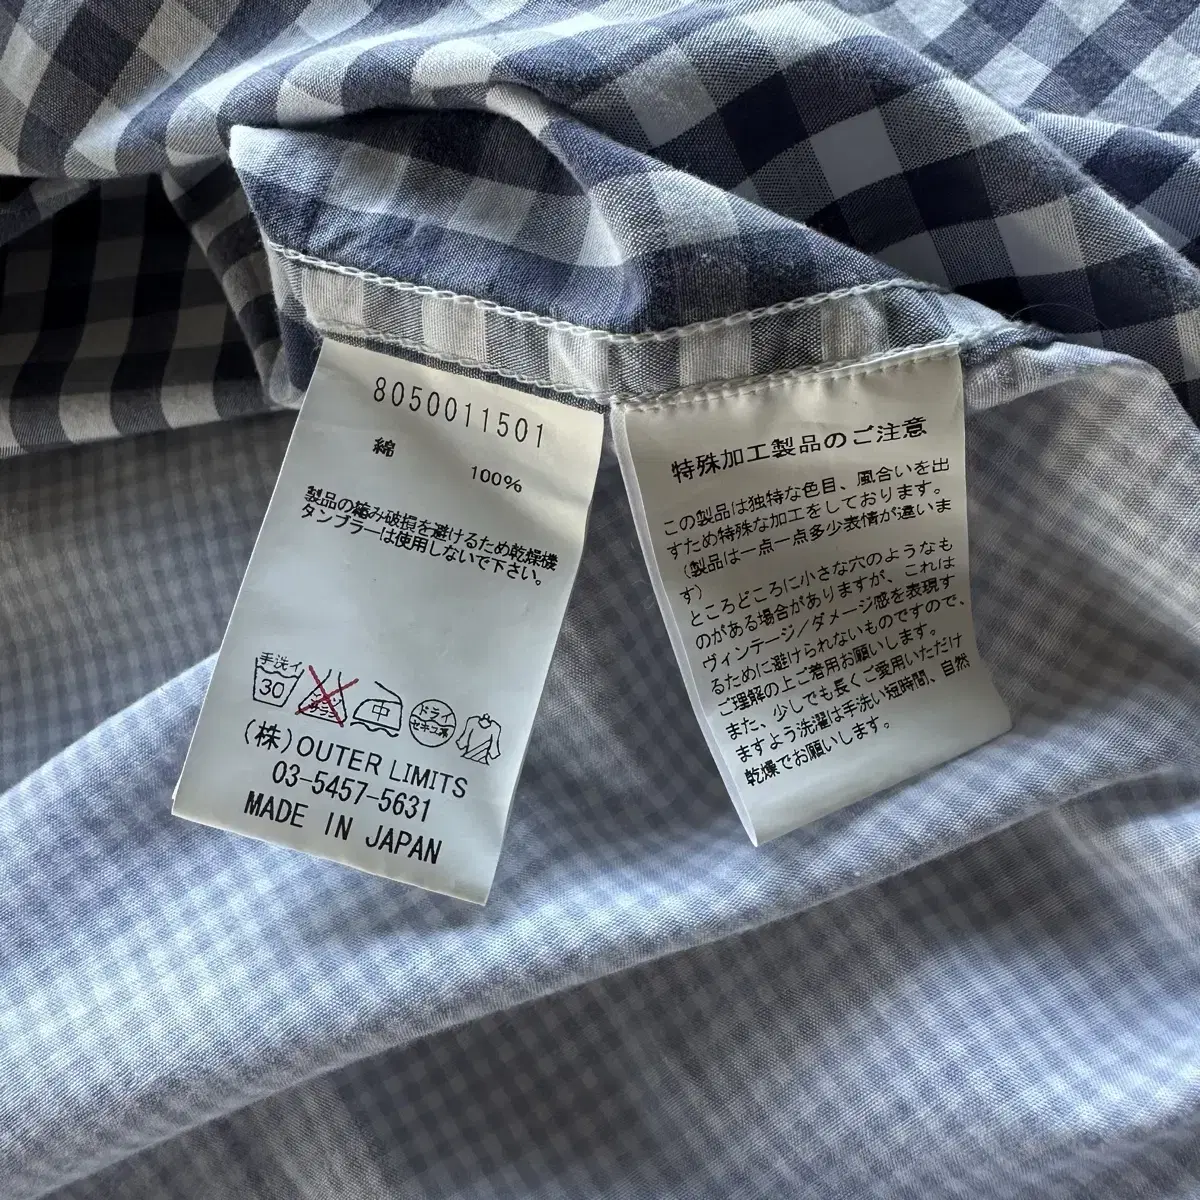 8050011501
綿 100%
製品の縮み破損を避けるため乾燥機
タンブラーは使用しないで下さい。
手洗イ
30
エンソ
サラシ
中
ドライ
セキユ系
(株)OUTER LIMITS
03-5457-5631
MADE IN JAPAN
特殊加工製品のご注意
この製品は独特な色目、風合いを出
すため特殊な加工をしております。
(製品は一点一点多少表情が違いま
す)
ところどころに小さな穴のようなも
のがある場合がありますが、これは
ヴィンテージ/ダメージ感を表現す
るために避けられないものですので、
ご理解の上ご着用お願いします。
また、少しでも長くご愛用いただけ
ますよう洗濯は手洗い短時間、自然
乾燥でお願いします。